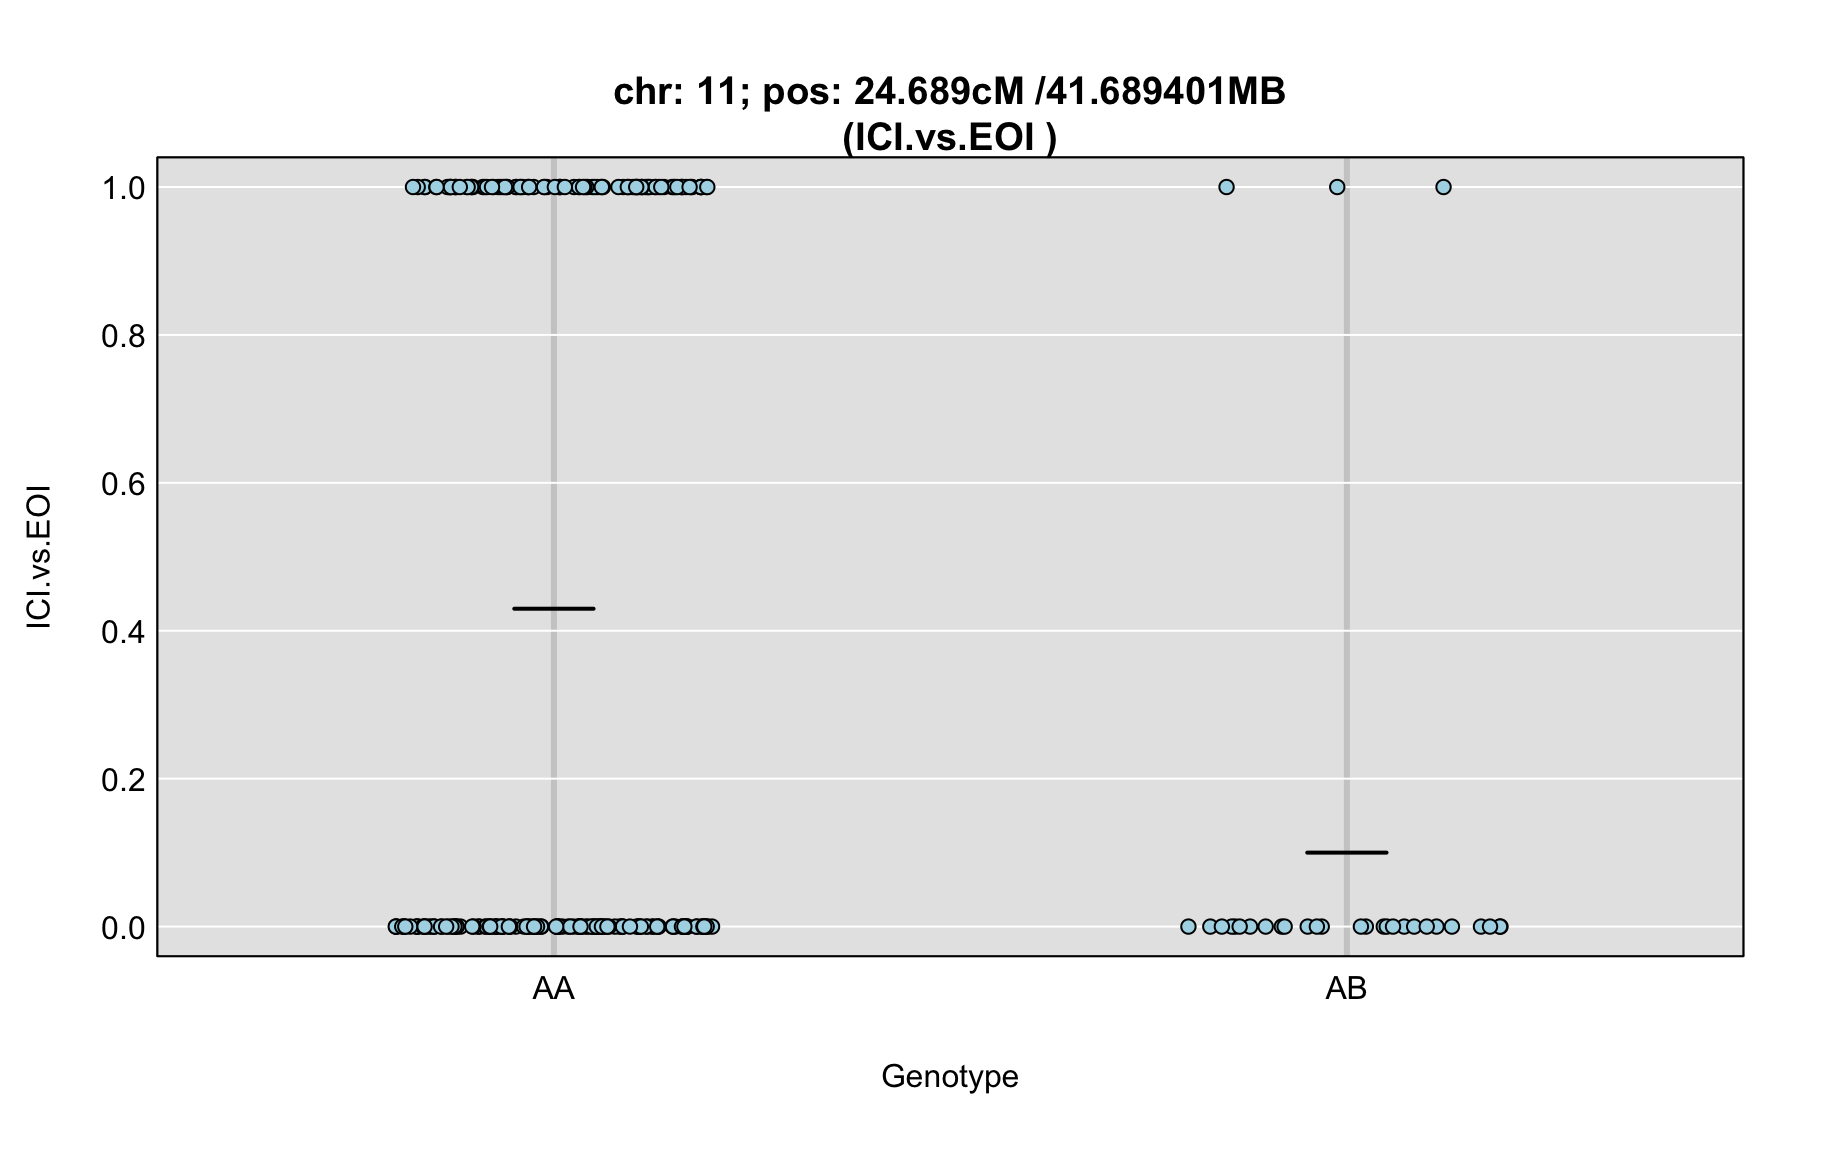 chr: 11; pos: 24.689cM /41.689401MB
(ICI.vs.EOI )
ICI.vs.EOI
1.0
0.8
0.6
0.4
0.2
0.0
AA AB
Genotype